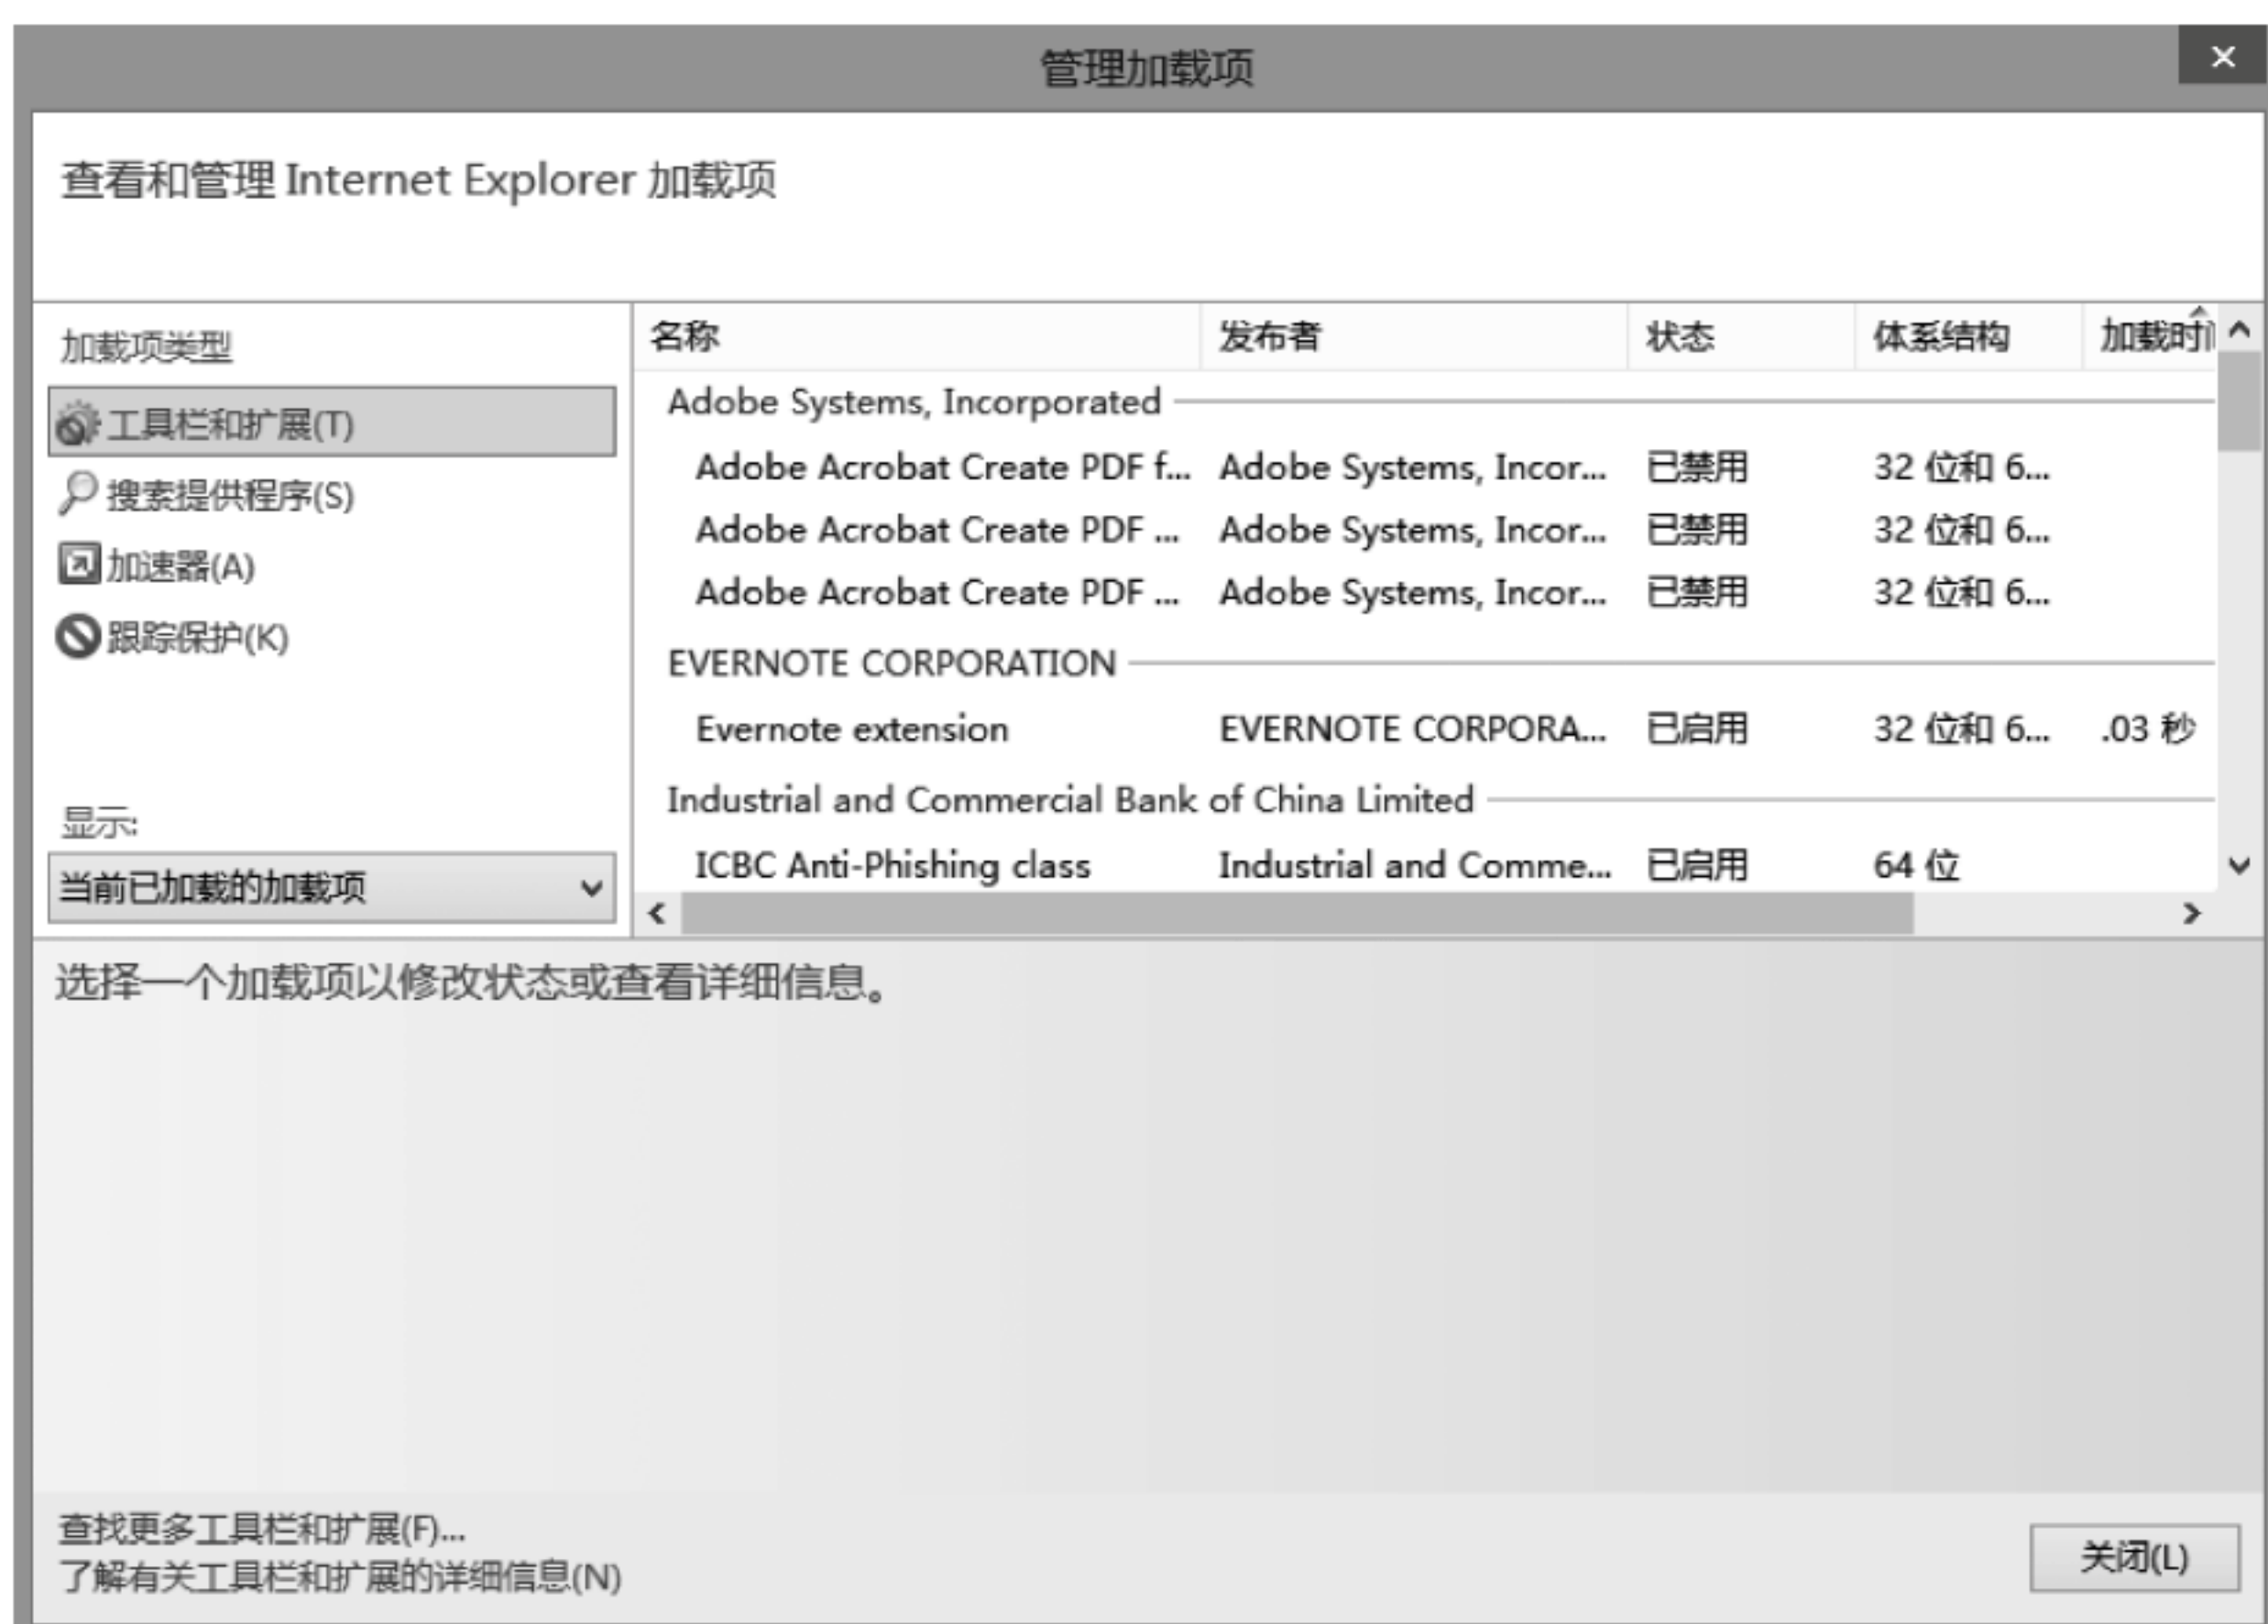 管理加载项
查看和管理 Internet Explorer 加载项
加载项类型
工具栏和扩展(T)
搜索提供程序(S)
加速器(A)
跟踪保护(K)
显示:
当前已加载的加载项
名称 发布者 状态 体系结构 加载时
Adobe Systems, Incorporated
Adobe Acrobat Create PDF f... Adobe Systems, Incor... 已禁用 32 位和 6...
Adobe Acrobat Create PDF ... Adobe Systems, Incor... 已禁用 32 位和 6...
Adobe Acrobat Create PDF ... Adobe Systems, Incor... 已禁用 32 位和 6...
EVERNOTE CORPORATION
Evernote extension EVERNOTE CORPORA... 已启用 32 位和 6... .03 秒
Industrial and Commercial Bank of China Limited
ICBC Anti-Phishing class Industrial and Comme... 已启用 64 位
选择一个加载项以修改状态或查看详细信息。
查找更多工具栏和扩展(F)...
了解有关工具栏和扩展的详细信息(N)
关闭(L)